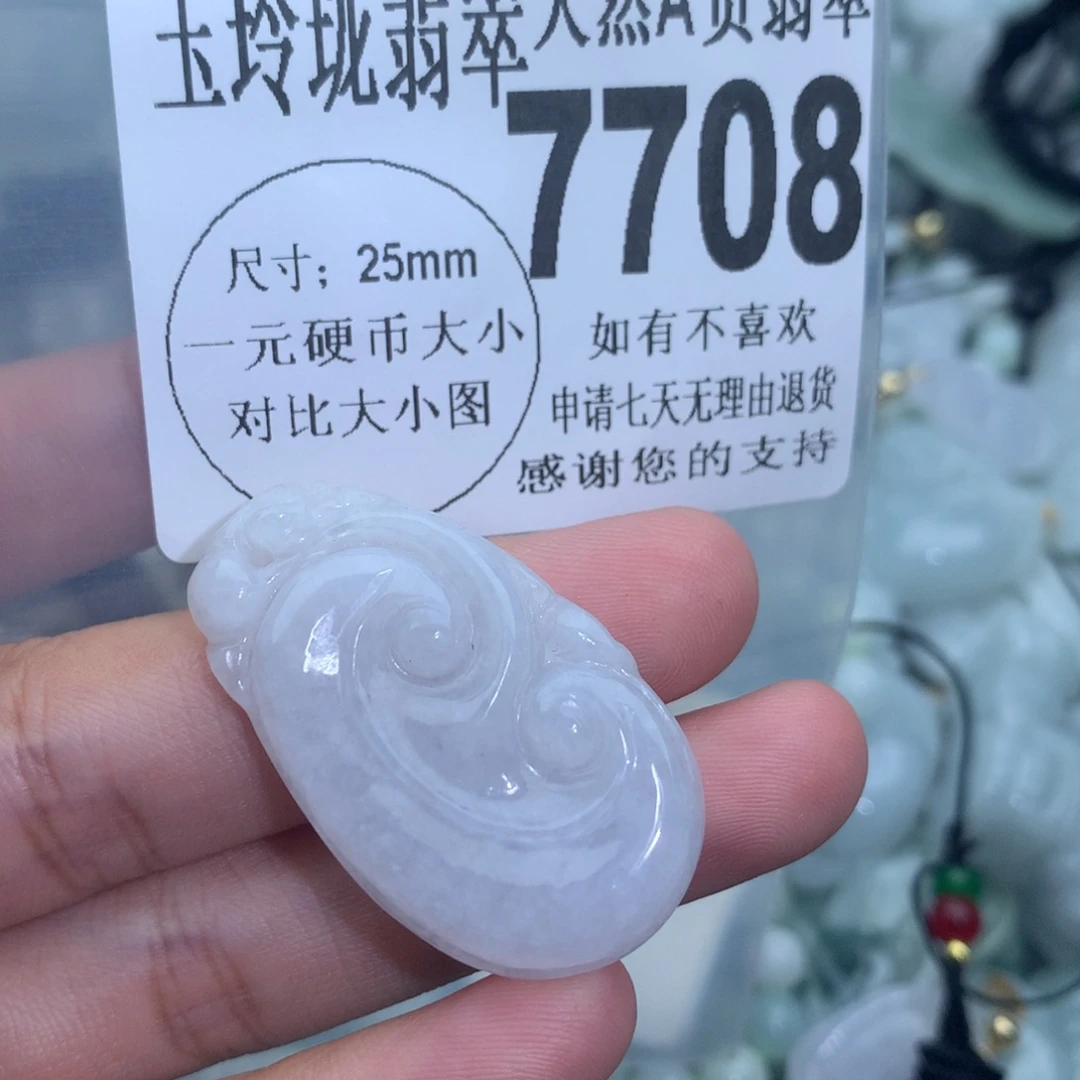 玉玲珑翡翠天然A货翡翠
7708
尺寸；25mm
一元硬币大小
对比大小图
如有不喜欢
申请七天无理由退货
感谢您的支持